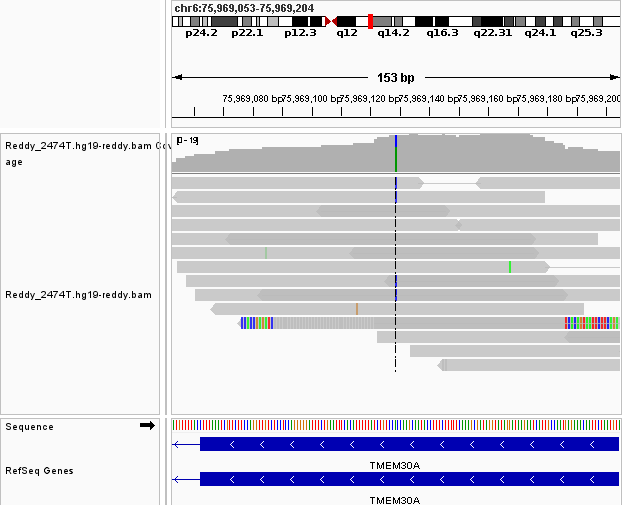 chr6:75,969,053-75,969,204
p24.2 p22.1 p12.3 q12 q14.2 q16.3 q22.31 q24.1 q25.3
153 bp
75,969,080 bp 75,969,100 bp 75,969,120 bp 75,969,140 bp 75,969,160 bp 75,969,180 bp 75,969,200
[0 - 19]
Reddy_2474T.hg19-reddy.bam Cov
age
Reddy_2474T.hg19-reddy.bam
Sequence
TMEM30A
RefSeq Genes
TMEM30A